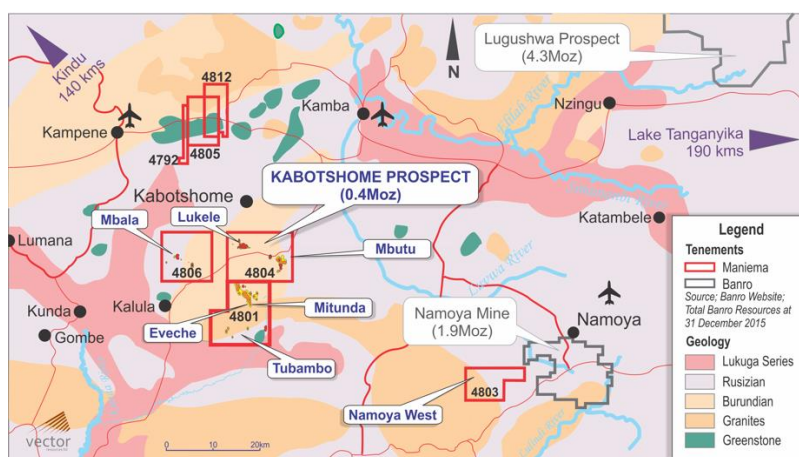 Kindu
140 kms
4812
Kampene
4792
4805
Kamba
N
Lugushwa Prospect
(4.3Moz)
Nzingu
Lake Tanganyika
190 kms
Kabotshome
KABOTSHOME PROSPECT
(0.4Moz)
Mbala
Lukele
Lumana
4806
4804
Mbutu
Katambele
Kunda
Kalula
4801
Mitunda
Gombe
Eveche
Tubambo
Namoya Mine
(1.9Moz)
Namoya
4803
Namoya West
vector
0
10
20km
Legend
Tenements
Maniema
Banro
Source; Banro Website;
Total Banro Resources at
31 December 2015
Geology
Lukuga Series
Rusizian
Burundian
Granites
Greenstone